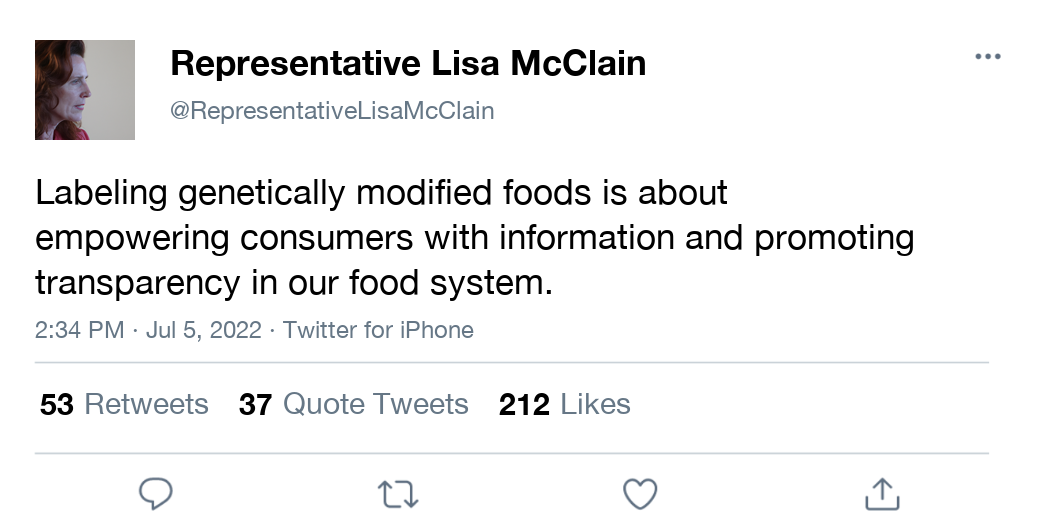 Representative Lisa McClain
@RepresentativeLisaMcClain
Labeling genetically modified foods is about
empowering consumers with information and promoting
transparency in our food system.
2:34 PM · Jul 5, 2022 · Twitter for iPhone
53 Retweets 37 Quote Tweets 212 Likes